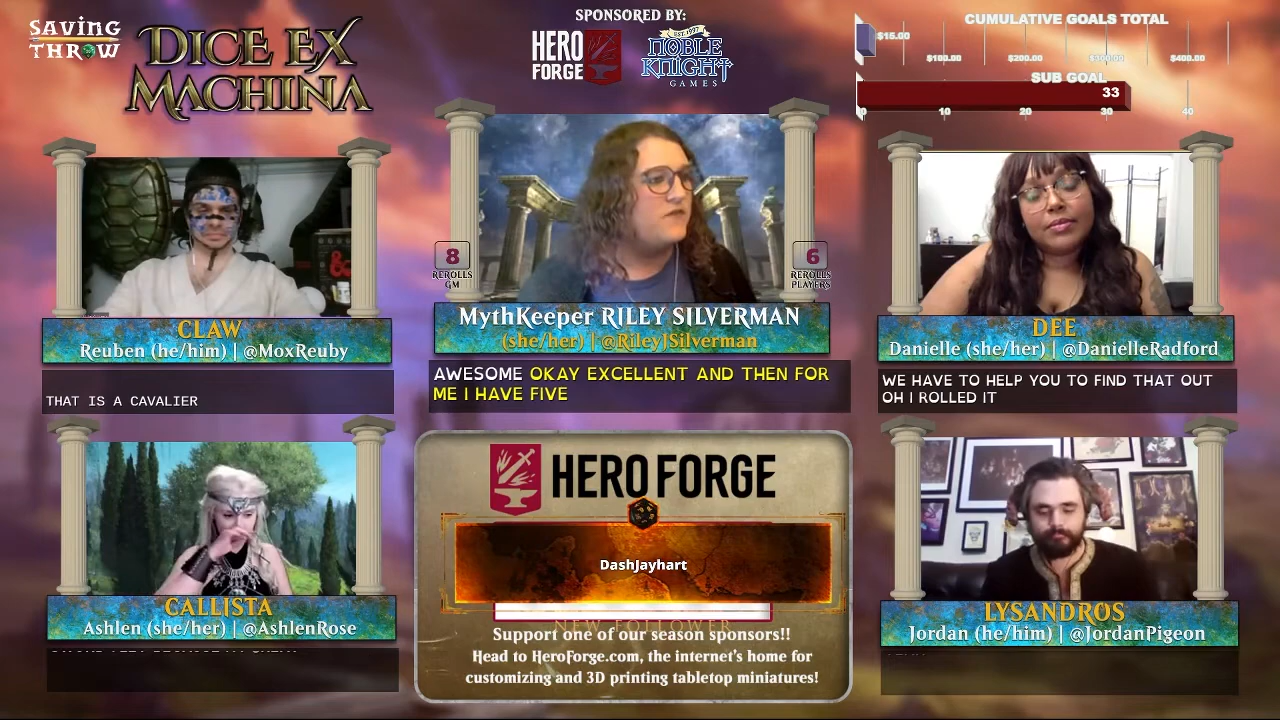 SAVING
THROW
DICE EX
MACHINA
SPONSORED BY:
HERO
FORGE
EST. 1997
NOBLE
KNIGHT
GAMES
CUMULATIVE GOALS TOTAL
$15.00
$100.00 $200.00 $300.00 $400.00
SUB GOAL
33
0 10 20 30 40
8
REROLLS
GM
6
REROLLS
PLAYERS
CLAW
Reuben (he/him) | @MoxReuby
THAT IS A CAVALIER
MythKeeper RILEY SILVERMAN
(she/her) | @RileyJSilverman
AWESOME OKAY EXCELLENT AND THEN FOR
ME I HAVE FIVE
DEE
Danielle (she/her) | @DanielleRadford
WE HAVE TO HELP YOU TO FIND THAT OUT
OH I ROLLED IT
CALLISTA
Ashlen (she/her) | @AshlenRose
HERO FORGE
DashJayhart
NEW FOLLOWER
Support one of our season sponsors!!
Head to HeroForge.com, the internet's home for
customizing and 3D printing tabletop miniatures!
LYSANDROS
Jordan (he/him) | @JordanPigeon